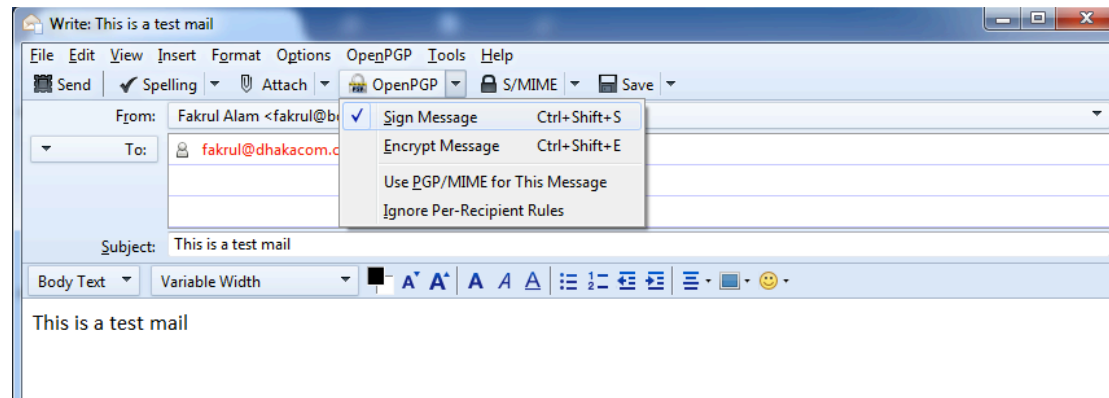 Write: This is a test mail
File Edit View Insert Format Options OpenPGP Tools Help
Send Spelling Attach OpenPGP S/MIME Save
Sign Message Ctrl+Shift+S
Encrypt Message Ctrl+Shift+E
Use PGP/MIME for This Message
Ignore Per-Recipient Rules
From: Fakrul Alam
To: fakrul@dhakacom.c
Subject: This is a test mail
Body Text Variable Width
This is a test mail